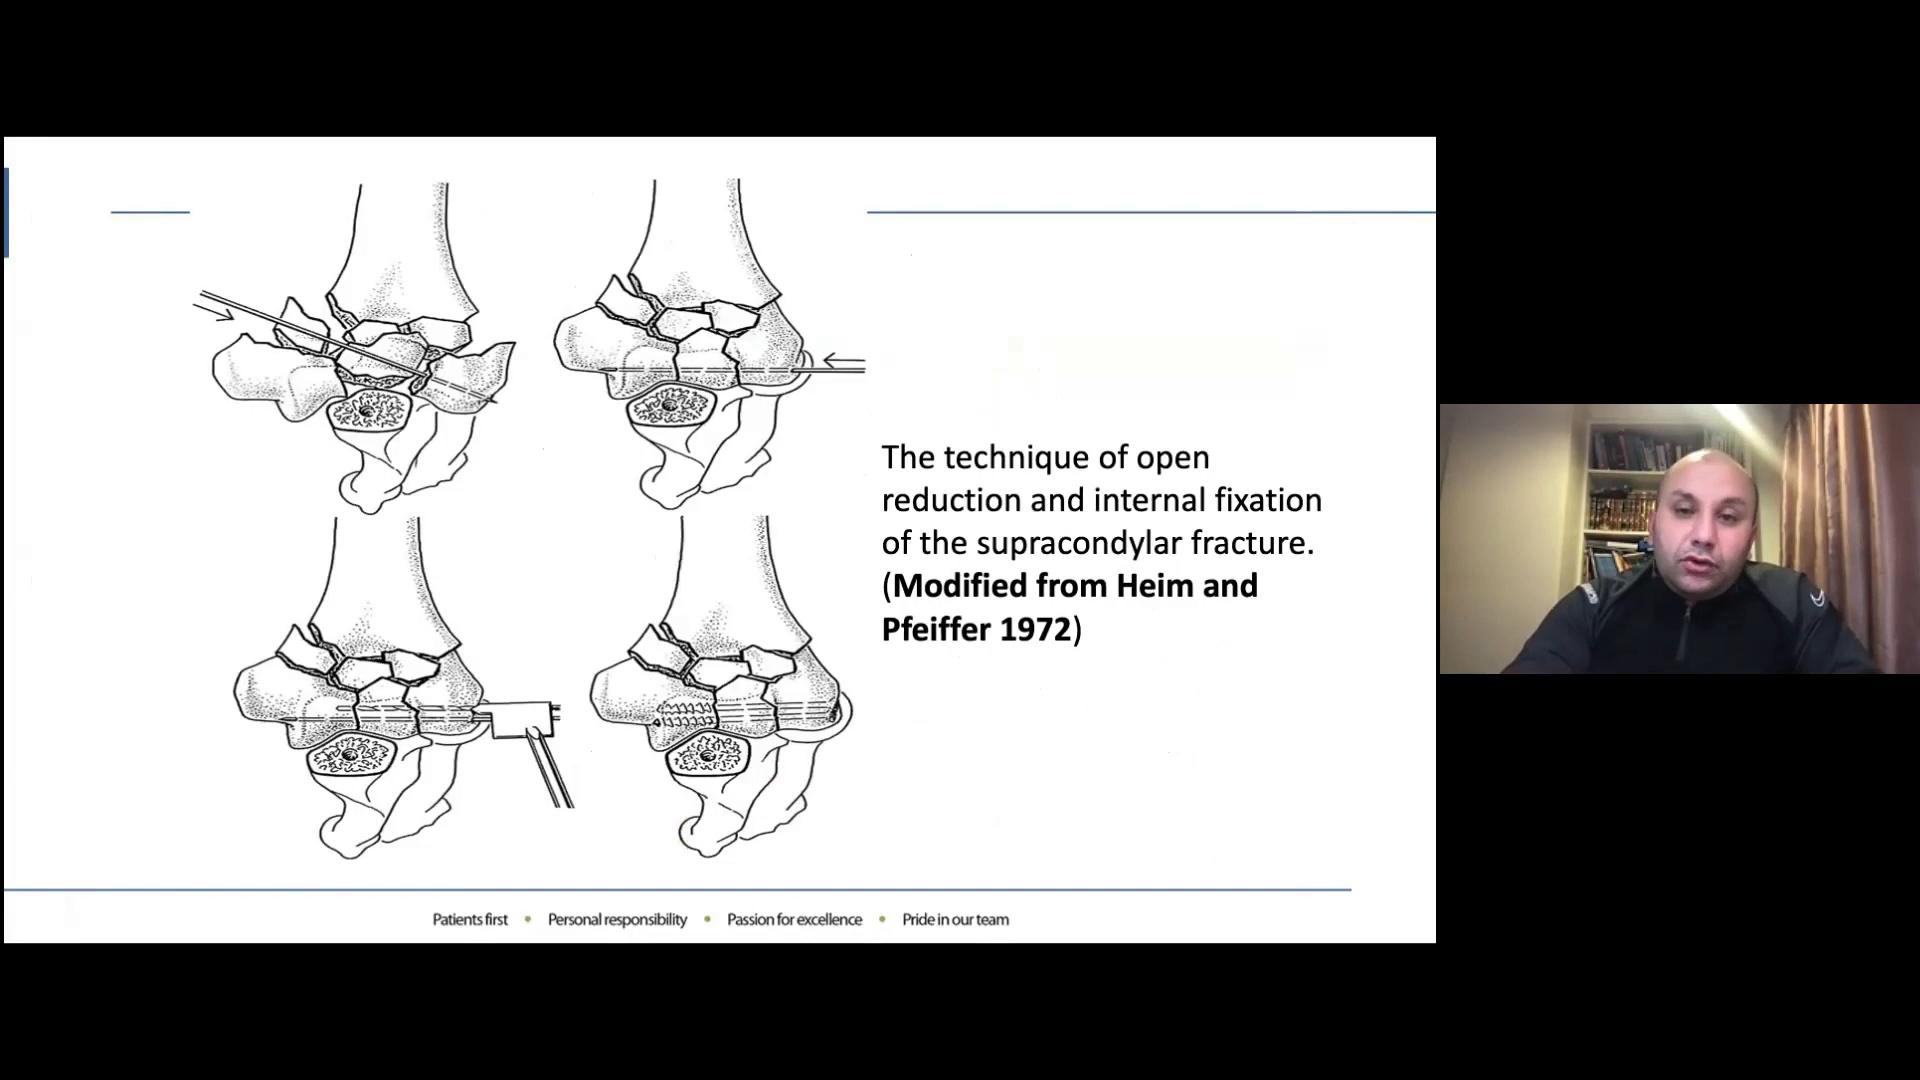 The technique of open
reduction and internal fixation
of the supracondylar fracture.
(Modified from Heim and
Pfeiffer 1972)
Patients first • Personal responsibility • Passion for excellence • Pride in our team